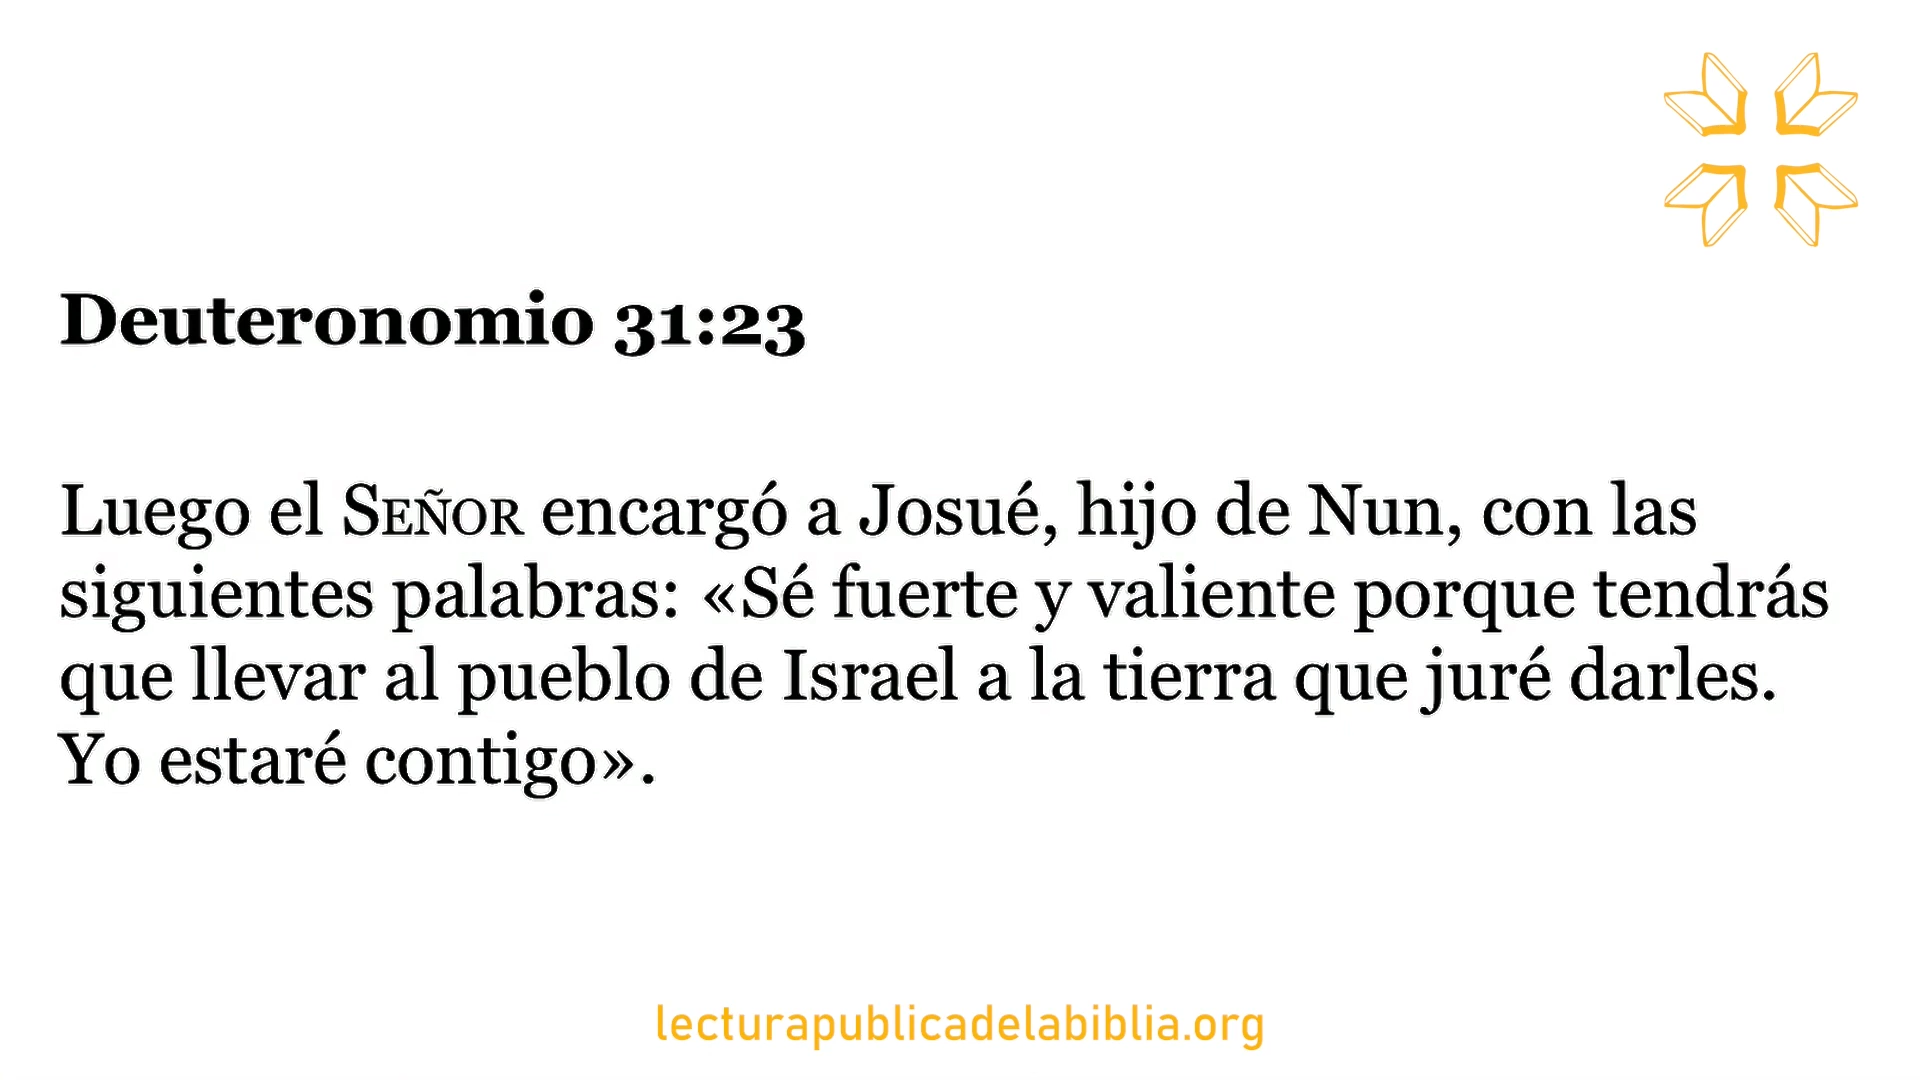 Deuteronomio 31:23
Luego el SEÑOR encargó a Josué, hijo de Nun, con las
siguientes palabras: «Sé fuerte y valiente porque tendrás
que llevar al pueblo de Israel a la tierra que juré darles.
Yo estaré contigo».
lecturapublicadelabiblia.org